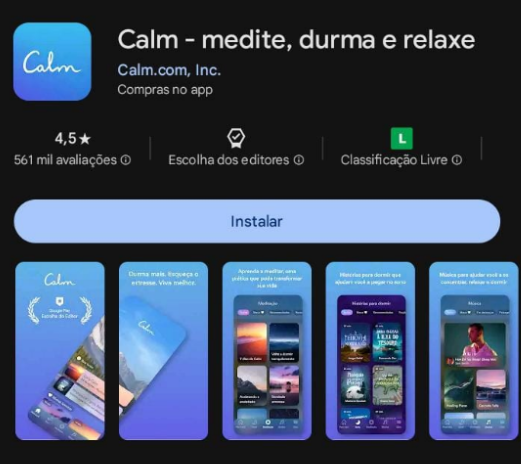 Calm
Calm - medite, durma e relaxe
Calm.com, Inc.
Compras no app
4,5★
561 mil avaliações
Escolha dos editores
L
Classificação Livre
Instalar
Calm
Google Play
Escolha do Editor
Durma mais. Esqueça o
estresse. Viva melhor.
Calm
Aprenda a meditar, uma
prática que pode transformar
sua vida
Meditação
Histórias para dormir que
ajudam você a pegar no sono
Histórias para dormir
Música para ajudar você a se
concentrar, relaxar e dormir
Música